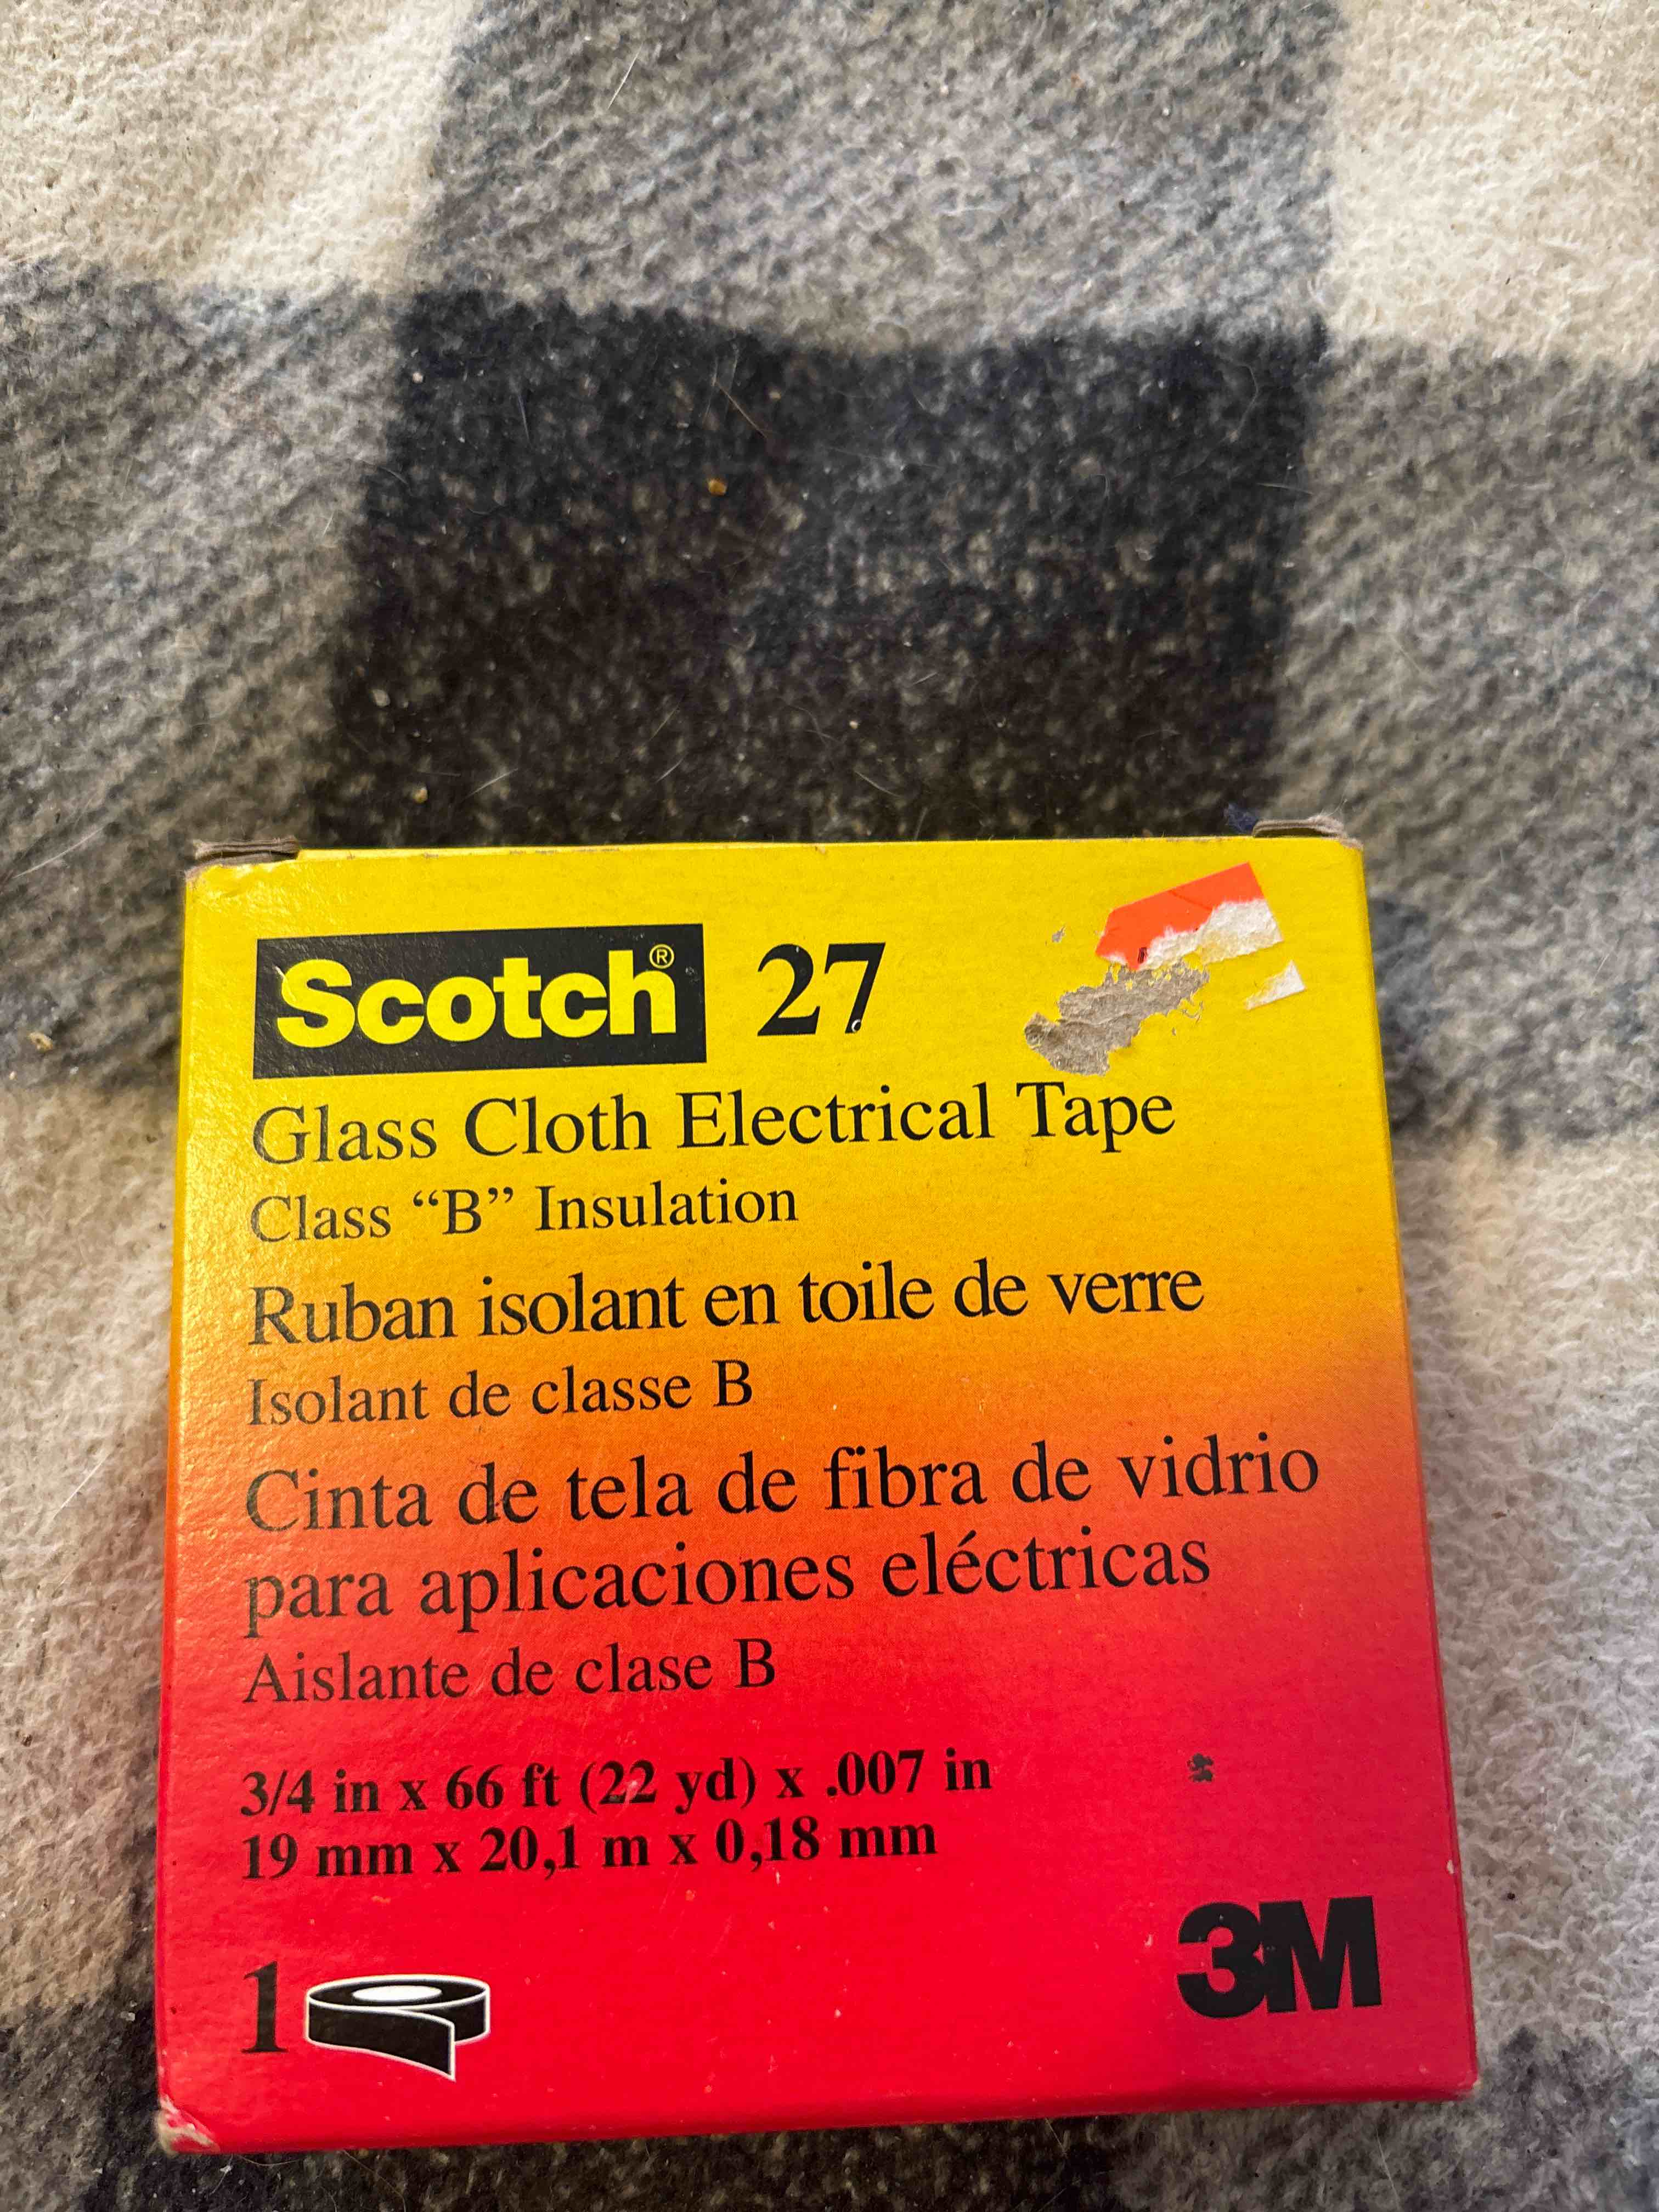 Scotch® 27
Glass Cloth Electrical Tape
Class “B” Insulation
Ruban isolant en toile de verre
Isolant de classe B
Cinta de tela de fibra de vidrio
para aplicaciones eléctricas
Aislante de clase B
3/4 in x 66 ft (22 yd) x .007 in
19 mm x 20,1 m x 0,18 mm
1
3M